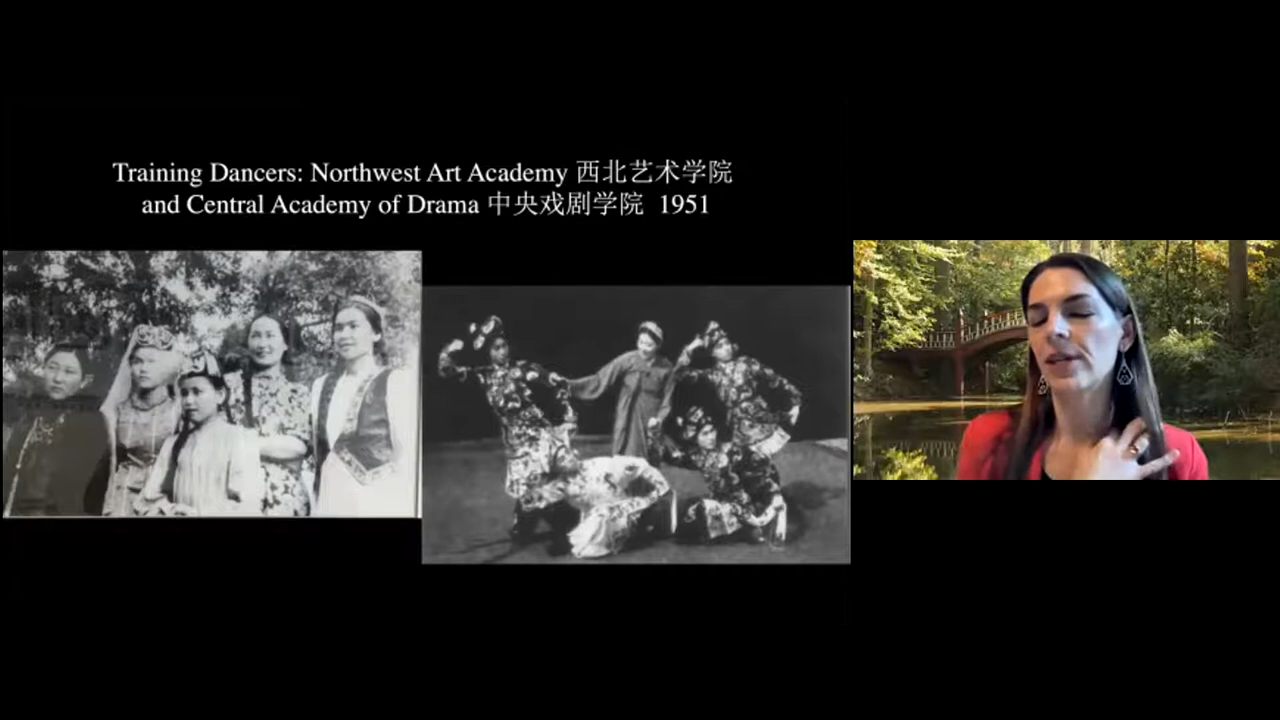 Training Dancers: Northwest Art Academy 西北艺术学院
and Central Academy of Drama 中央戏剧学院 1951